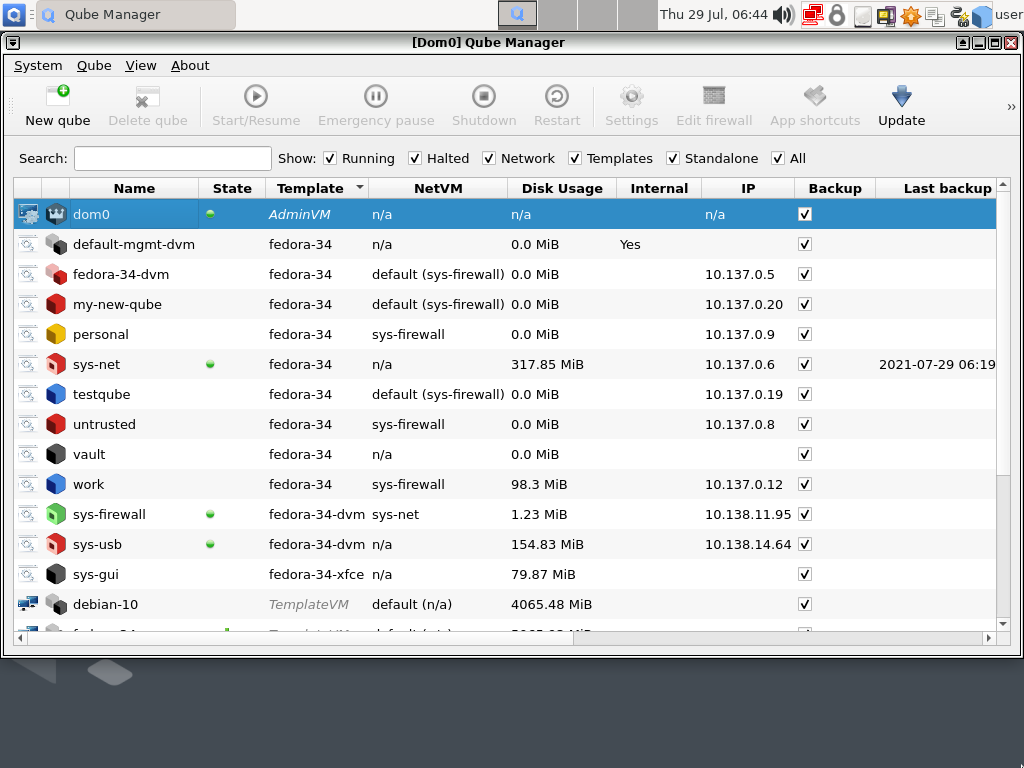 Qube Manager
Thu 29 Jul, 06:44
user
[Dom0] Qube Manager
System Qube View About
New qube Delete qube Start/Resume Emergency pause Shutdown Restart Settings Edit firewall App shortcuts Update
Search: Show: Running Halted Network Templates Standalone All
Name State Template NetVM Disk Usage Internal IP Backup Last backup
dom0 AdminVM n/a n/a n/a
default-mgmt-dvm fedora-34 n/a 0.0 MiB Yes
fedora-34-dvm fedora-34 default (sys-firewall) 0.0 MiB 10.137.0.5
my-new-qube fedora-34 default (sys-firewall) 0.0 MiB 10.137.0.20
personal fedora-34 sys-firewall 0.0 MiB 10.137.0.9
sys-net fedora-34 n/a 317.85 MiB 10.137.0.6 2021-07-29 06:19
testqube fedora-34 default (sys-firewall) 0.0 MiB 10.137.0.19
untrusted fedora-34 sys-firewall 0.0 MiB 10.137.0.8
vault fedora-34 n/a 0.0 MiB
work fedora-34 sys-firewall 98.3 MiB 10.137.0.12
sys-firewall fedora-34-dvm sys-net 1.23 MiB 10.138.11.95
sys-usb fedora-34-dvm n/a 154.83 MiB 10.138.14.64
sys-gui fedora-34-xfce n/a 79.87 MiB
debian-10 TemplateVM default (n/a) 4065.48 MiB